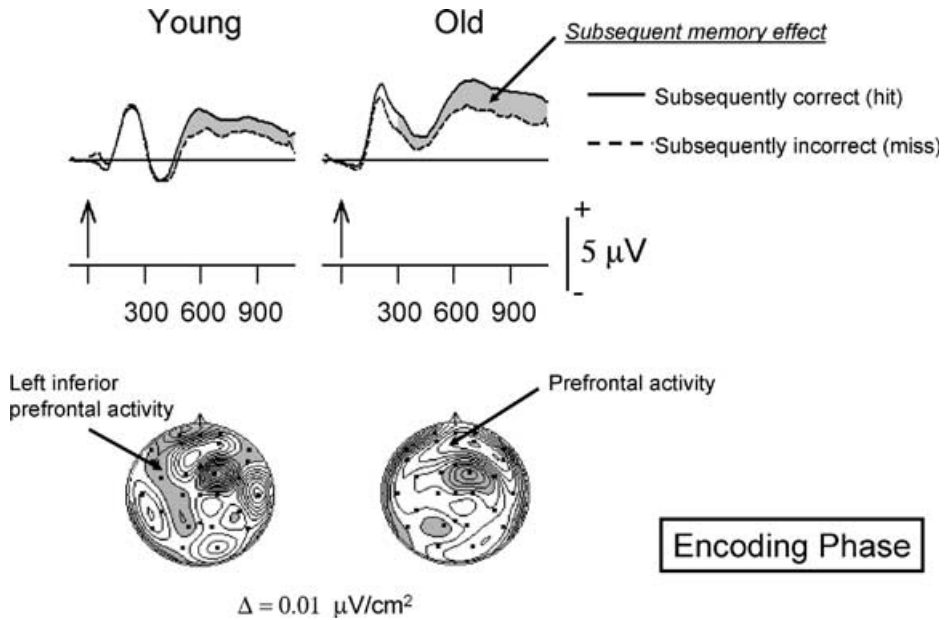 Young
Old
Subsequent memory effect
Subsequently correct (hit)
Subsequently incorrect (miss)
+
5 μV
-
300 600 900
300 600 900
Left inferior
prefrontal activity
Prefrontal activity
Encoding Phase
Δ = 0.01 μV/cm²